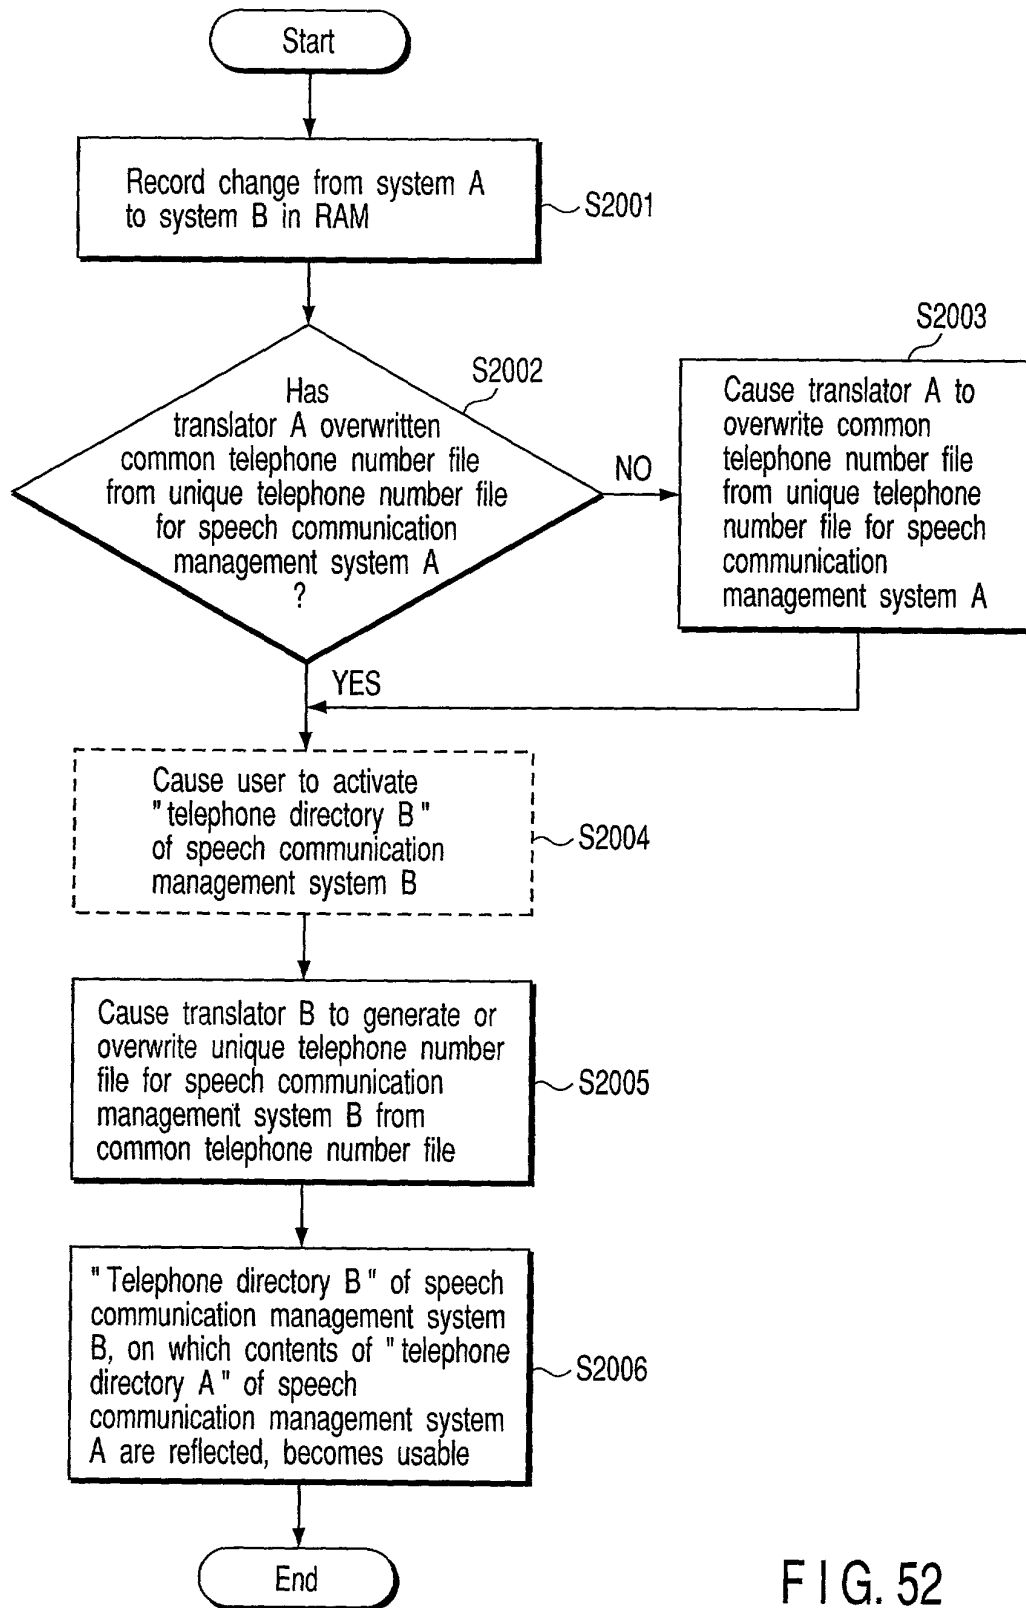 Start
Record change from system A
to system B in RAM
S2001
S2002
Has
translator A overwritten
common telephone number file
from unique telephone number file
for speech communication
management system A
?
NO
S2003
Cause translator A to
overwrite common
telephone number file
from unique telephone
number file for speech
communication
management system A
YES
Cause user to activate
"telephone directory B"
of speech communication
management system B
S2004
Cause translator B to generate or
overwrite unique telephone number
file for speech communication
management system B from
common telephone number file
S2005
"Telephone directory B" of speech
communication management system
B, on which contents of "telephone
directory A" of speech
communication management system
A are reflected, becomes usable
S2006
End
FIG. 52